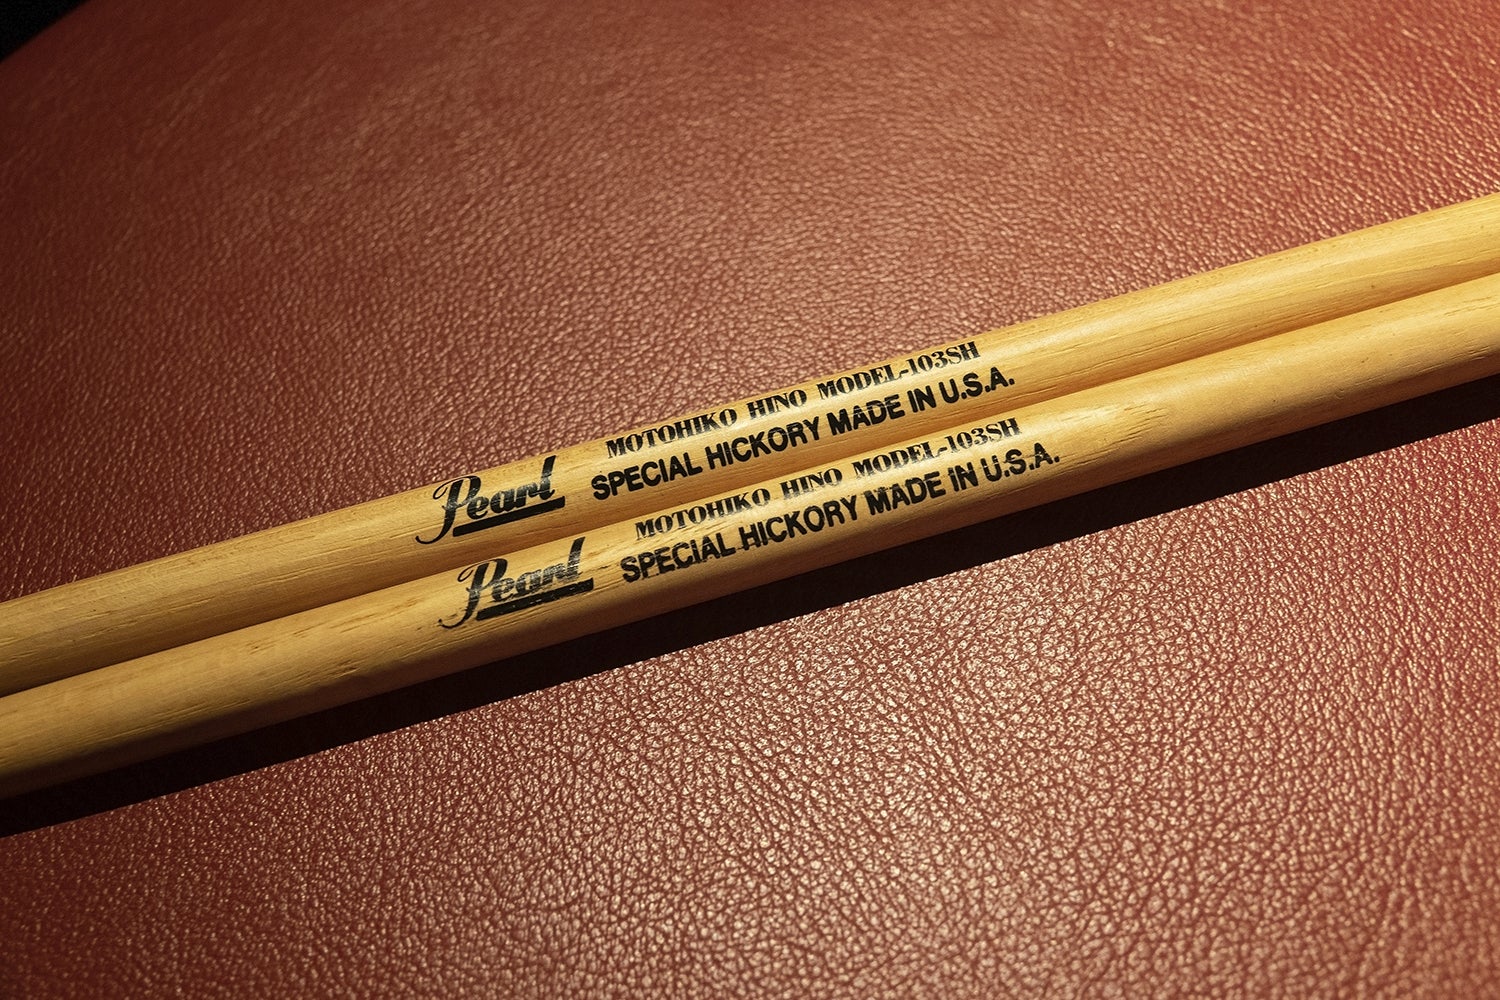 Pearl
MOTOHIKO HINO MODEL-103SH
SPECIAL HICKORY MADE IN U.S.A.
Pearl
MOTOHIKO HINO MODEL-103SH
SPECIAL HICKORY MADE IN U.S.A.